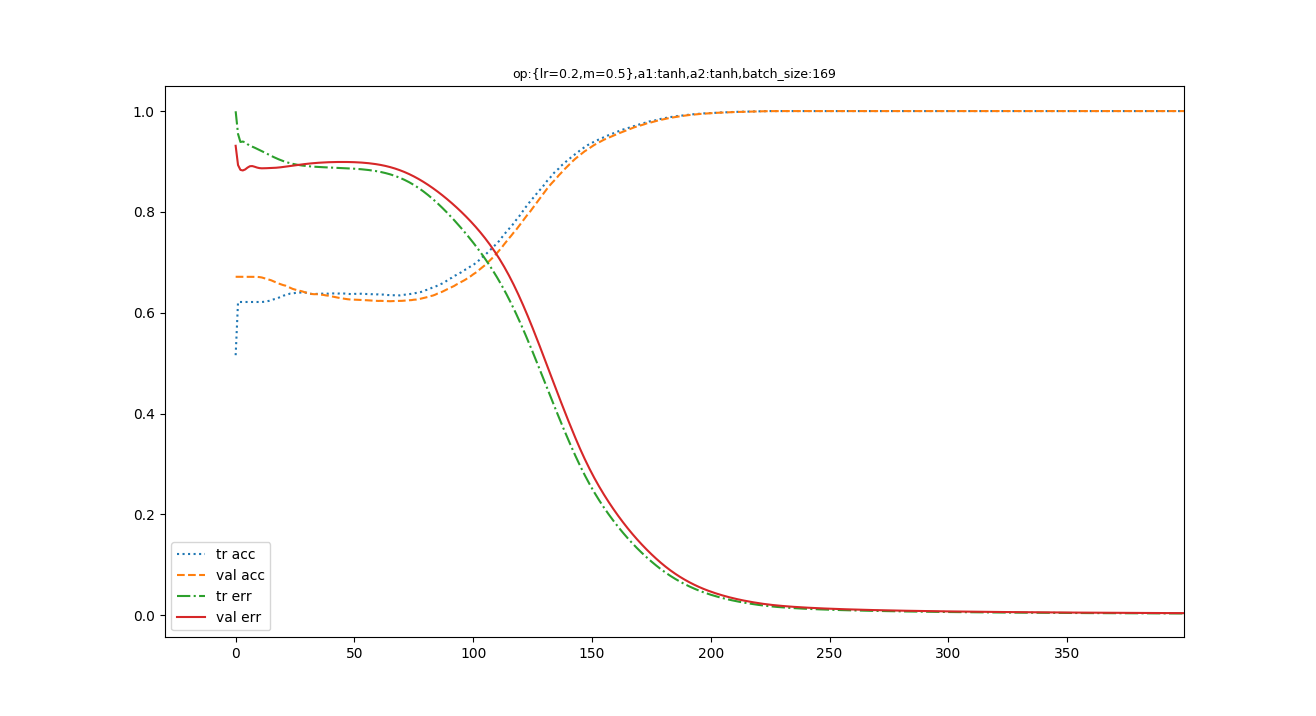 op:{lr=0.2,m=0.5},a1:tanh,a2:tanh,batch_size:169
1.0
0.8
0.6
0.4
0.2
0.0
tr acc
val acc
tr err
val err
0 50 100 150 200 250 300 350